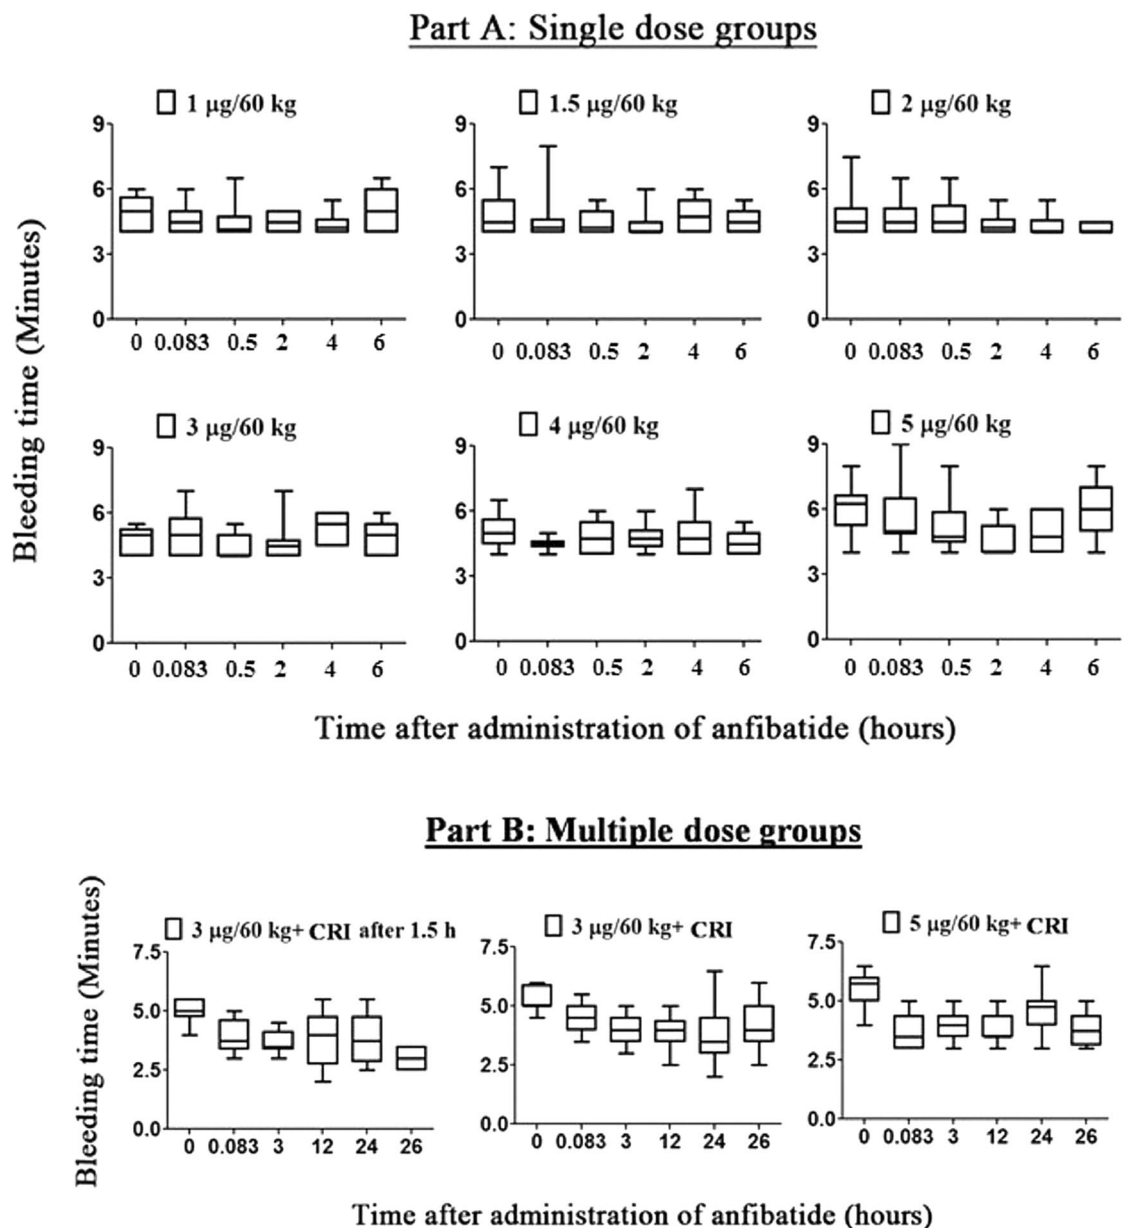 Part A: Single dose groups
1 μg/60 kg
1.5 μg/60 kg
2 μg/60 kg
9
6
3
0
0 0.083 0.5 2 4 6
9
6
3
0
0 0.083 0.5 2 4 6
9
6
3
0
0 0.083 0.5 2 4 6
Bleeding time (Minutes)
3 μg/60 kg
4 μg/60 kg
5 μg/60 kg
9
6
3
0
0 0.083 0.5 2 4 6
9
6
3
0
0 0.083 0.5 2 4 6
9
6
3
0
0 0.083 0.5 2 4 6
Time after administration of anfibatide (hours)
Part B: Multiple dose groups
Bleeding time (Minutes)
3 μg/60 kg+ CRI after 1.5 h
3 μg/60 kg+ CRI
5 μg/60 kg+ CRI
7.5
5.0
2.5
0.0
0 0.083 3 12 24 26
7.5
5.0
2.5
0.0
0 0.083 3 12 24 26
7.5
5.0
2.5
0.0
0 0.083 3 12 24 26
Time after administration of anfibatide (hours)